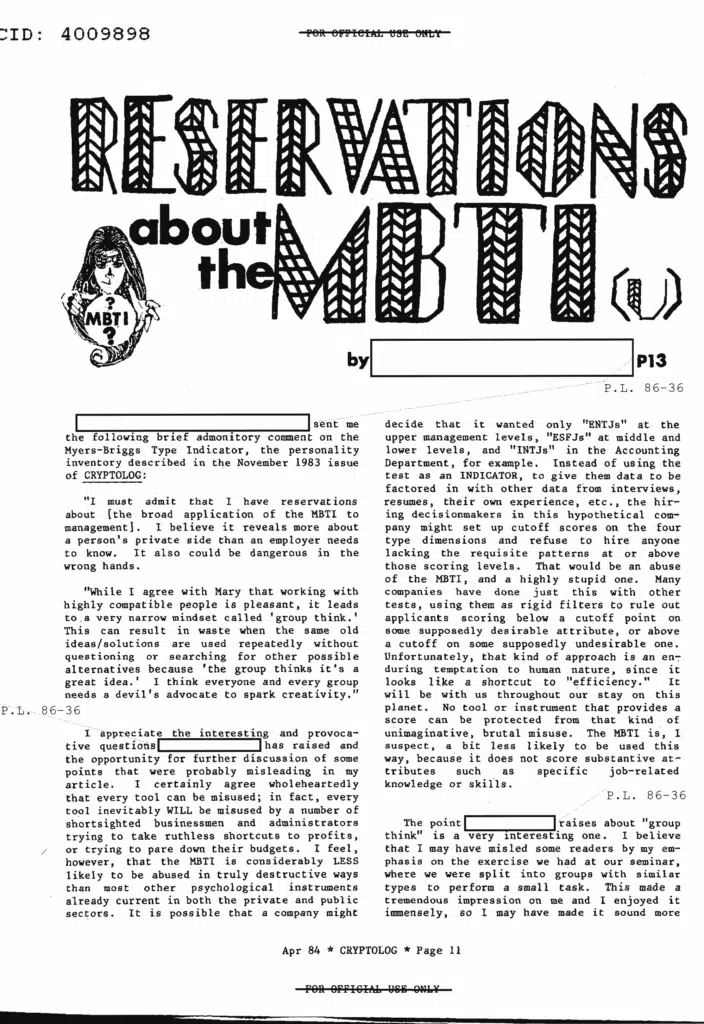 CID: 4009898
FOR OFFICIAL USE ONLY
RESERVATIONS
about
the
MBTI (U)
?
MBTI
?
by P13
P.L. 86-36
sent me
the following brief admonitory comment on the
Myers-Briggs Type Indicator, the personality
inventory described in the November 1983 issue
of CRYPTOLOG:
"I must admit that I have reservations
about [the broad application of the MBTI to
management]. I believe it reveals more about
a person's private side than an employer needs
to know. It also could be dangerous in the
wrong hands.
"While I agree with Mary that working with
highly compatible people is pleasant, it leads
to a very narrow mindset called 'group think.'
This can result in waste when the same old
ideas/solutions are used repeatedly without
questioning or searching for other possible
alternatives because 'the group thinks it's a
great idea.' I think everyone and every group
needs a devil's advocate to spark creativity."
P.L. 86-36
I appreciate the interesting and provoca-
tive questions has raised and
the opportunity for further discussion of some
points that were probably misleading in my
article. I certainly agree wholeheartedly
that every tool can be misused; in fact, every
tool inevitably WILL be misused by a number of
shortsighted businessmen and administrators
trying to take ruthless shortcuts to profits,
or trying to pare down their budgets. I feel,
however, that the MBTI is considerably LESS
likely to be abused in truly destructive ways
than most other psychological instruments
already current in both the private and public
sectors. It is possible that a company might
decide that it wanted only "ENTJs" at the
upper management levels, "ESFJs" at middle and
lower levels, and "INTJs" in the Accounting
Department, for example. Instead of using the
test as an INDICATOR, to give them data to be
factored in with other data from interviews,
resumes, their own experience, etc., the hir-
ing decisionmakers in this hypothetical com-
pany might set up cutoff scores on the four
type dimensions and refuse to hire anyone
lacking the requisite patterns at or above
those scoring levels. That would be an abuse
of the MBTI, and a highly stupid one. Many
companies have done just this with other
tests, using them as rigid filters to rule out
applicants scoring below a cutoff point on
some supposedly desirable attribute, or above
a cutoff on some supposedly undesirable one.
Unfortunately, that kind of approach is an en-
during temptation to human nature, since it
looks like a shortcut to "efficiency." It
will be with us throughout our stay on this
planet. No tool or instrument that provides a
score can be protected from that kind of
unimaginative, brutal misuse. The MBTI is, I
suspect, a bit less likely to be used this
way, because it does not score substantive at-
tributes such as specific job-related
knowledge or skills.
P.L. 86-36
The point raises about "group
think" is a very interesting one. I believe
that I may have misled some readers by my em-
phasis on the exercise we had at our seminar,
where we were split into groups with similar
types to perform a small task. This made a
tremendous impression on me and I enjoyed it
immensely, so I may have made it sound more
Apr 84 * CRYPTOLOG * Page 11
FOR OFFICIAL USE ONLY